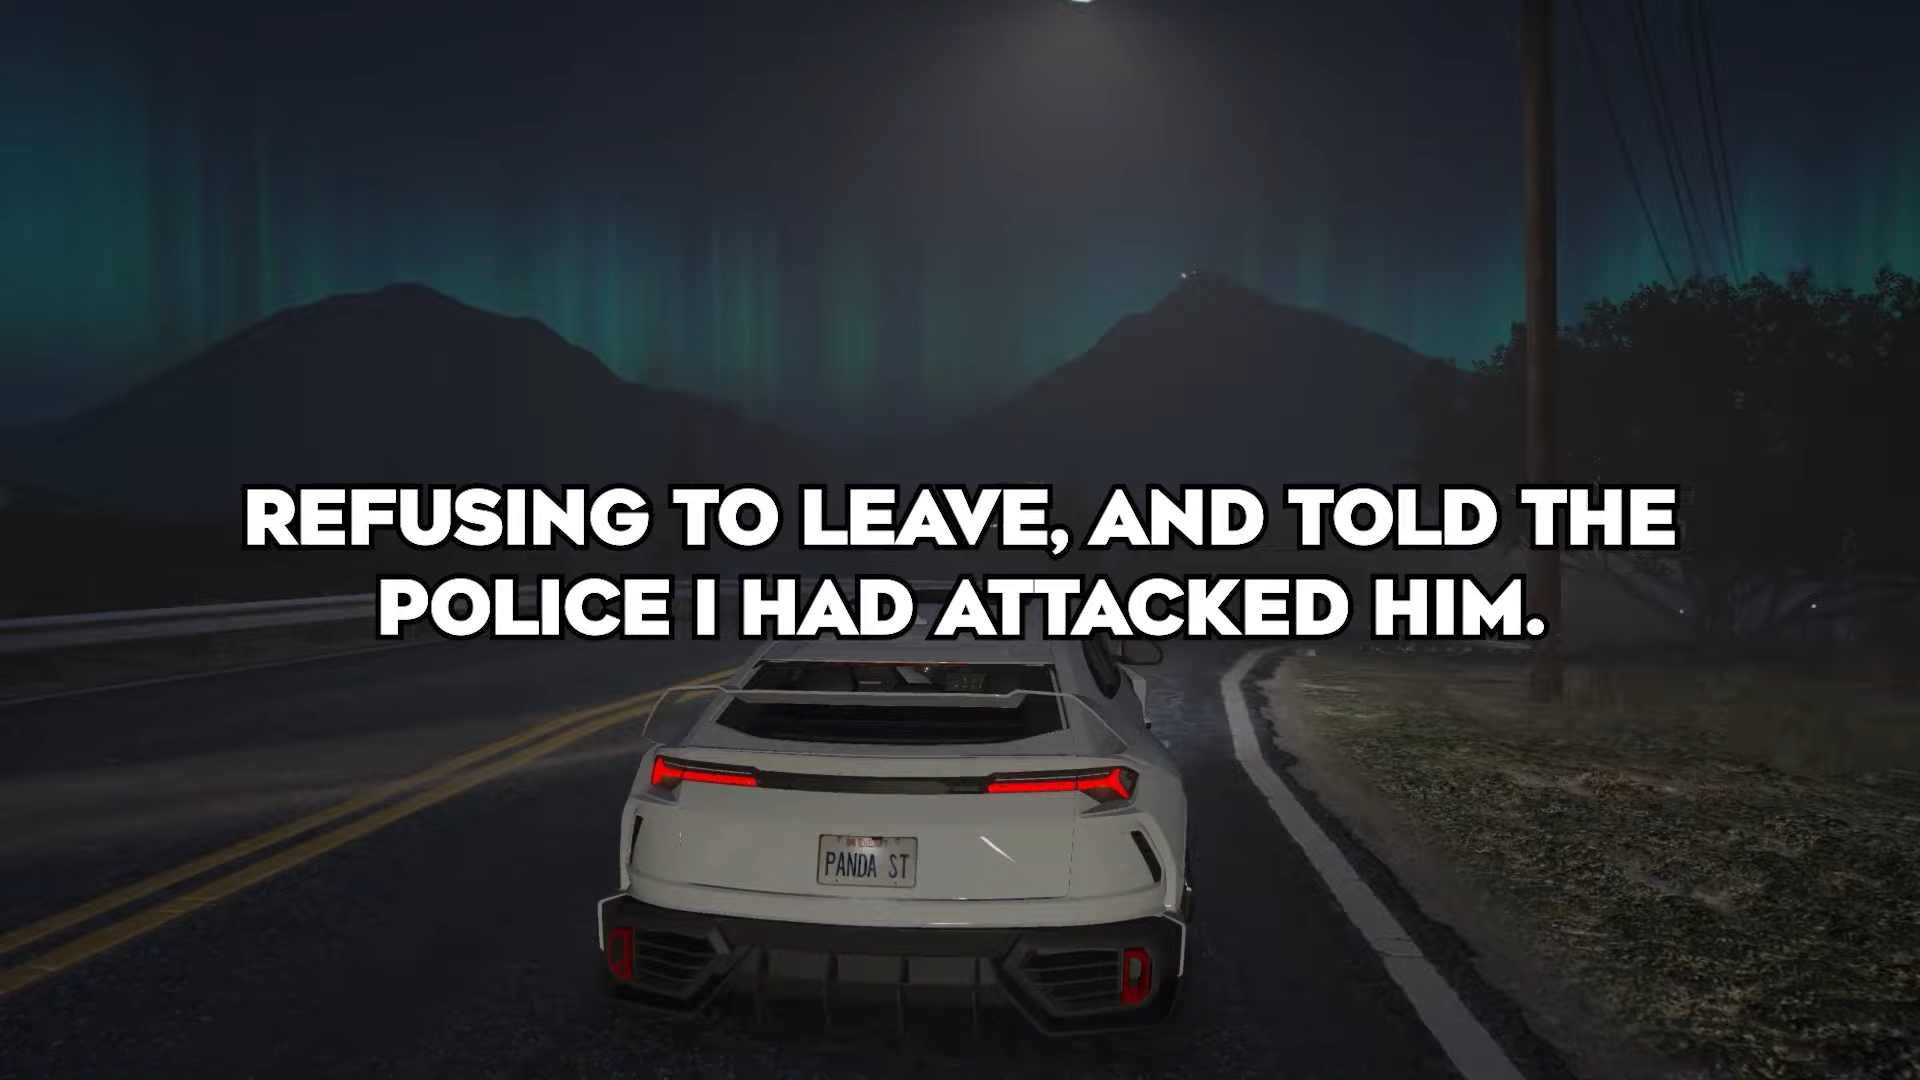 REFUSING TO LEAVE, AND TOLD THE
POLICE I HAD ATTACKED HIM.
PANDA ST